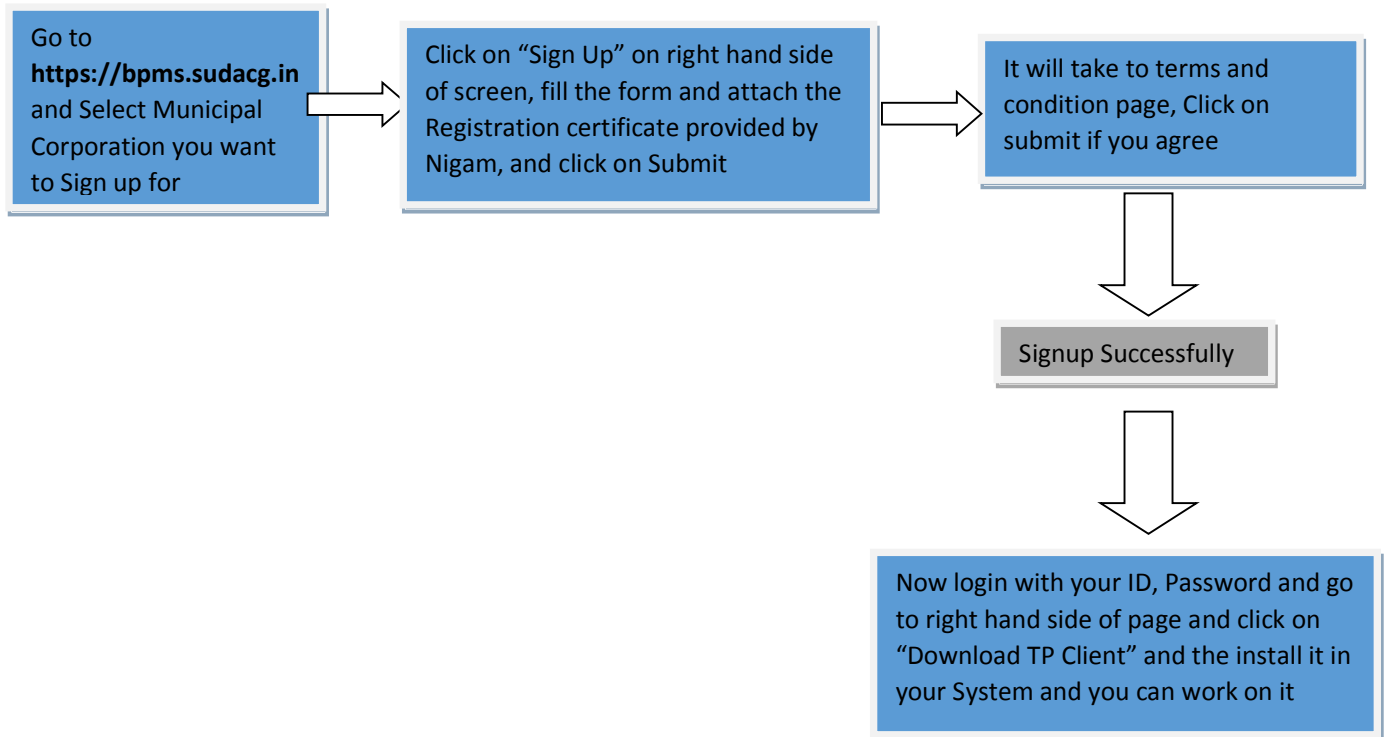 Go to
https://bpms.sudacg.in
and Select Municipal
Corporation you want
to Sign up for
Click on “Sign Up” on right hand side
of screen, fill the form and attach the
Registration certificate provided by
Nigam, and click on Submit
It will take to terms and
condition page, Click on
submit if you agree
Signup Successfully
Now login with your ID, Password and go
to right hand side of page and click on
“Download TP Client” and the install it in
your System and you can work on it